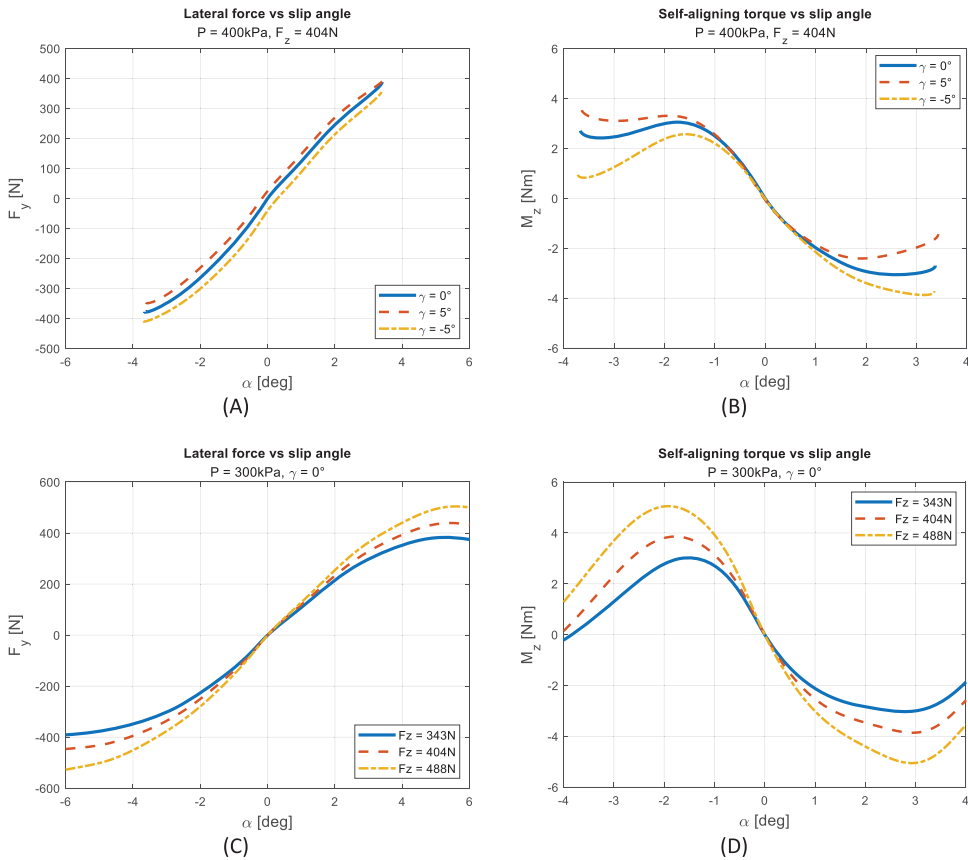 Lateral force vs slip angle
P = 400kPa, F_z = 404N
500
400
300
200
100
0
-100
-200
-300
-400
-500
F_y [N]
γ = 0°
γ = 5°
γ = -5°
-6 -4 -2 0 2 4 6
α [deg]
(A)
Self-aligning torque vs slip angle
P = 400kPa, F_z = 404N
6
4
2
0
-2
-4
-6
M_z [Nm]
γ = 0°
γ = 5°
γ = -5°
-4 -3 -2 -1 0 1 2 3 4
α [deg]
(B)
Lateral force vs slip angle
P = 300kPa, γ = 0°
600
400
200
0
-200
-400
-600
F_y [N]
Fz = 343N
Fz = 404N
Fz = 488N
-6 -4 -2 0 2 4 6
α [deg]
(C)
Self-aligning torque vs slip angle
P = 300kPa, γ = 0°
6
4
2
0
-2
-4
-6
M_z [Nm]
Fz = 343N
Fz = 404N
Fz = 488N
-4 -3 -2 -1 0 1 2 3 4
α [deg]
(D)